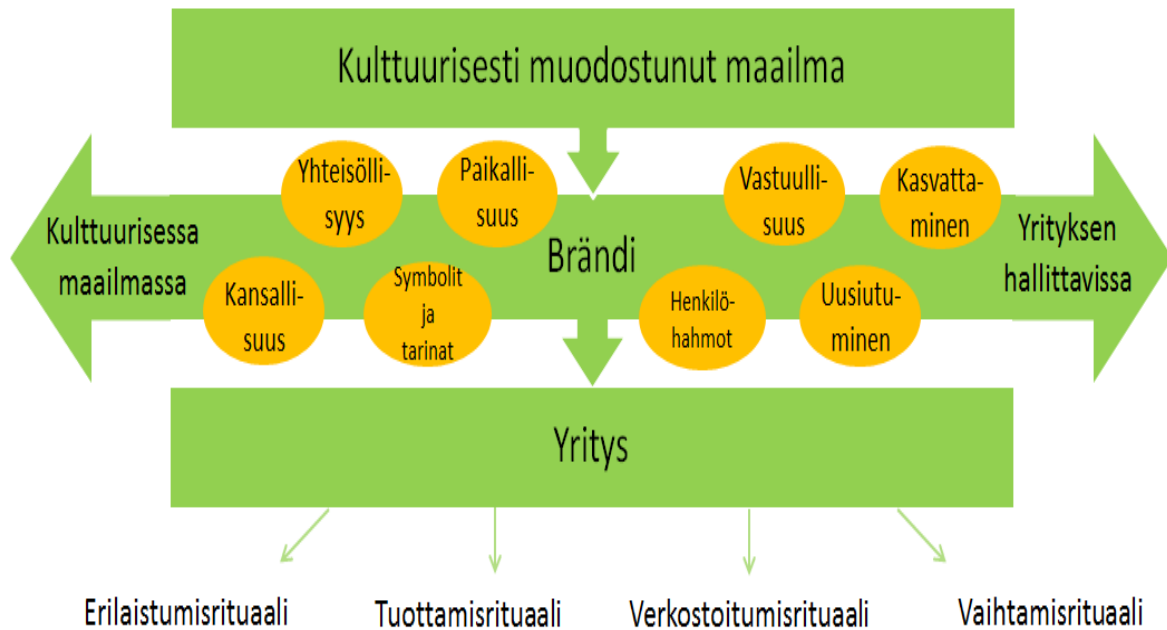 Kulttuurisesti muodostunut maailma
Yhteisölli-
syys
Paikalli-
suus
Vastuulli-
suus
Kasvatta-
minen
Kulttuurisessa
maailmassa
Brändi
Yrityksen
hallittavissa
Kansalli-
suus
Symbolit
ja
tarinat
Henkilö-
hahmot
Uusiutu-
minen
Yritys
Erilaistumisrituaali
Tuottamisrituaali
Verkostoitumisrituaali
Vaihtamisrituaali